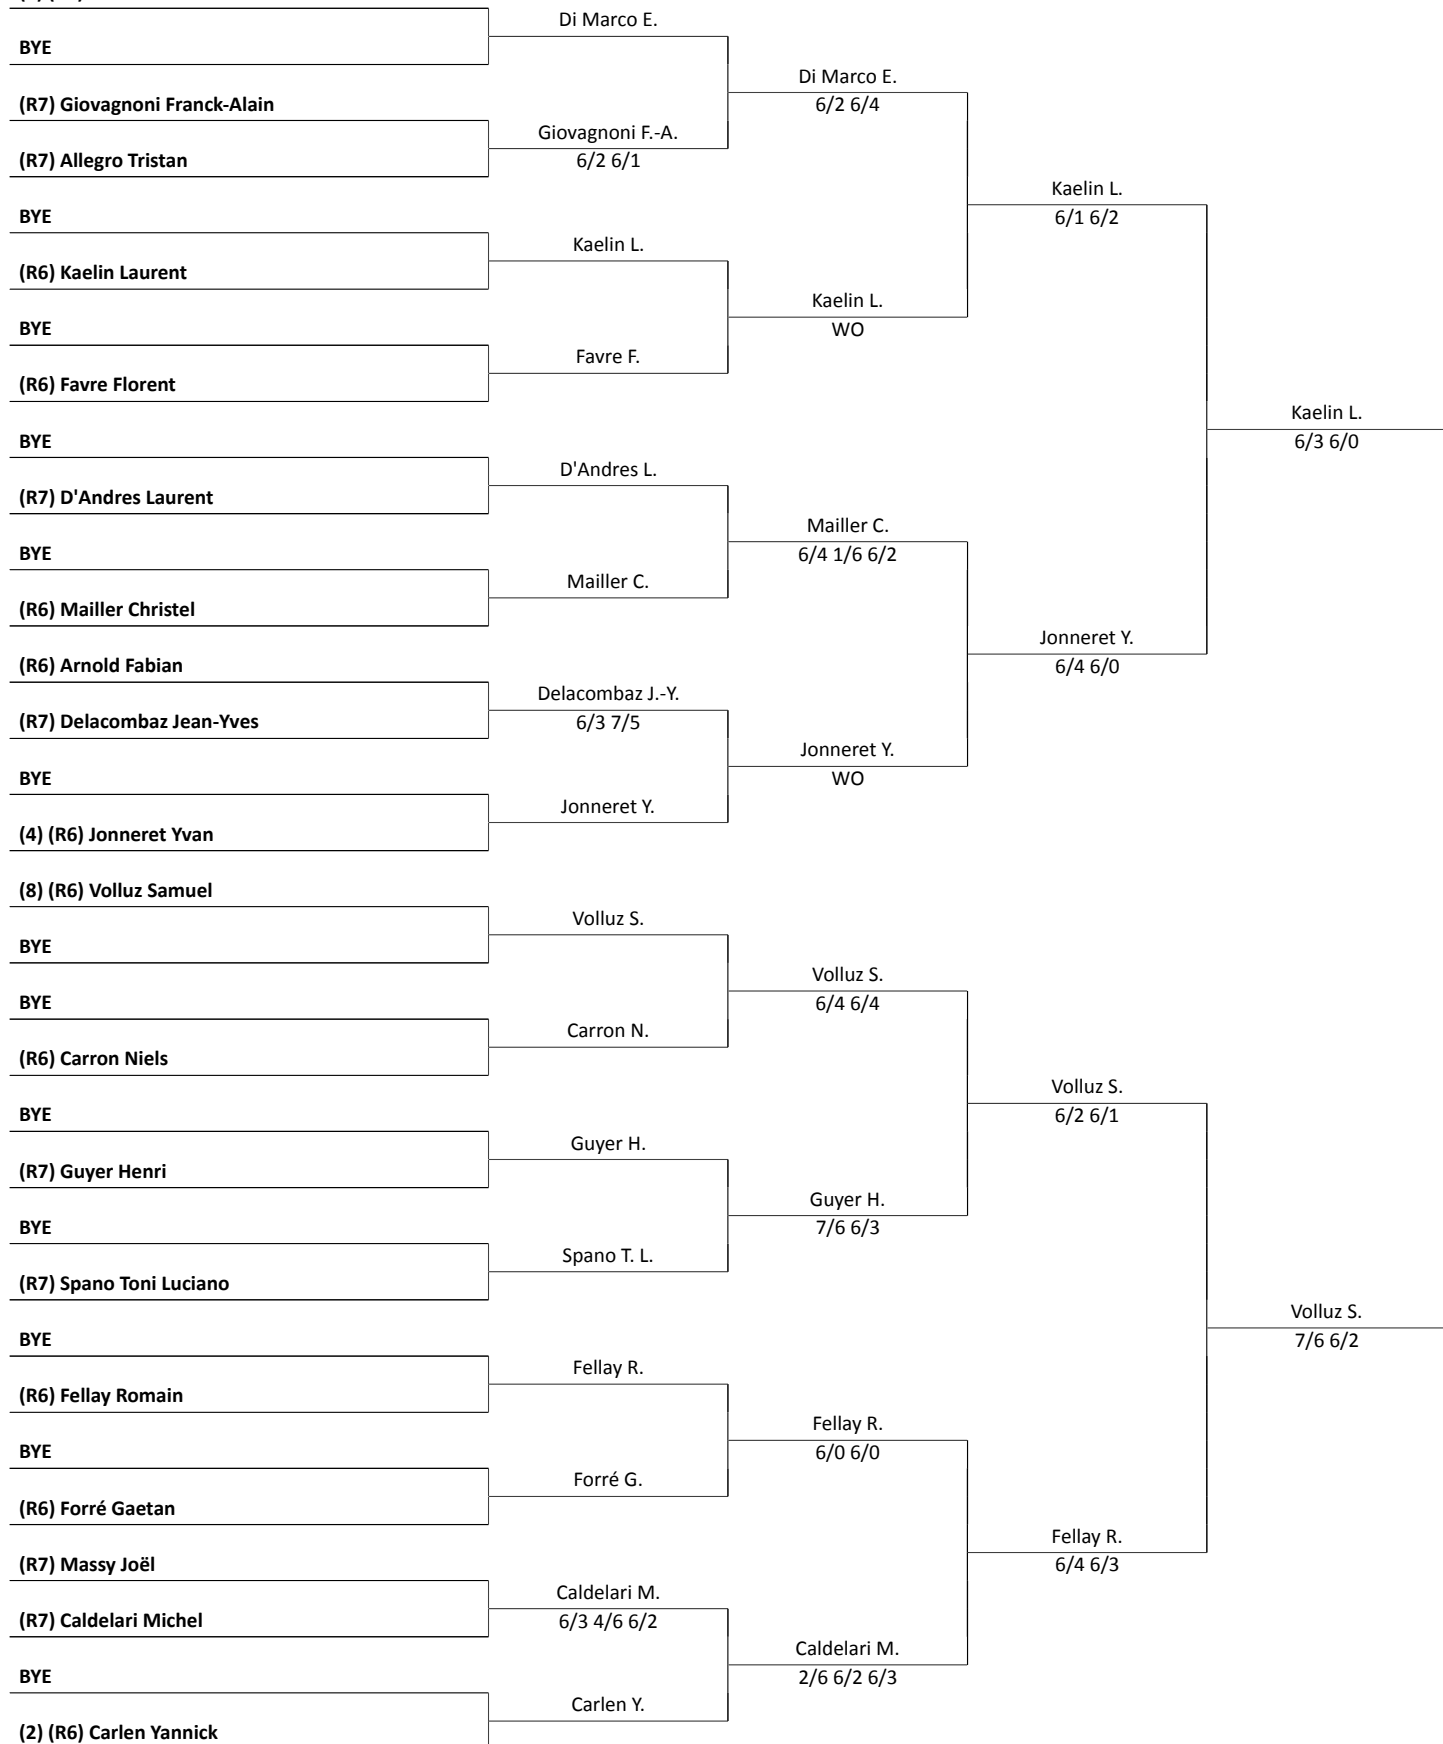 Di Marco E.
BYE
Di Marco E.
(R7) Giovagnoni Franck-Alain
6/2 6/4
Giovagnoni F.-A.
(R7) Allegro Tristan
6/2 6/1
Kaelin L.
BYE
6/1 6/2
Kaelin L.
(R6) Kaelin Laurent
Kaelin L.
BYE
WO
Favre F.
(R6) Favre Florent
Kaelin L.
BYE
6/3 6/0
D'Andres L.
(R7) D'Andres Laurent
Mailler C.
BYE
6/4 1/6 6/2
Mailler C.
(R6) Mailler Christel
Jonneret Y.
(R6) Arnold Fabian
6/4 6/0
Delacombaz J.-Y.
(R7) Delacombaz Jean-Yves
6/3 7/5
Jonneret Y.
BYE
WO
Jonneret Y.
(4) (R6) Jonneret Yvan
(8) (R6) Volluz Samuel
Volluz S.
BYE
Volluz S.
BYE
6/4 6/4
Carron N.
(R6) Carron Niels
Volluz S.
BYE
6/2 6/1
Guyer H.
(R7) Guyer Henri
Guyer H.
BYE
7/6 6/3
Spano T. L.
(R7) Spano Toni Luciano
Volluz S.
BYE
7/6 6/2
Fellay R.
(R6) Fellay Romain
Fellay R.
BYE
6/0 6/0
Forré G.
(R6) Forré Gaetan
Fellay R.
(R7) Massy Joël
6/4 6/3
Caldelari M.
(R7) Caldelari Michel
6/3 4/6 6/2
Caldelari M.
BYE
2/6 6/2 6/3
Carlen Y.
(2) (R6) Carlen Yannick